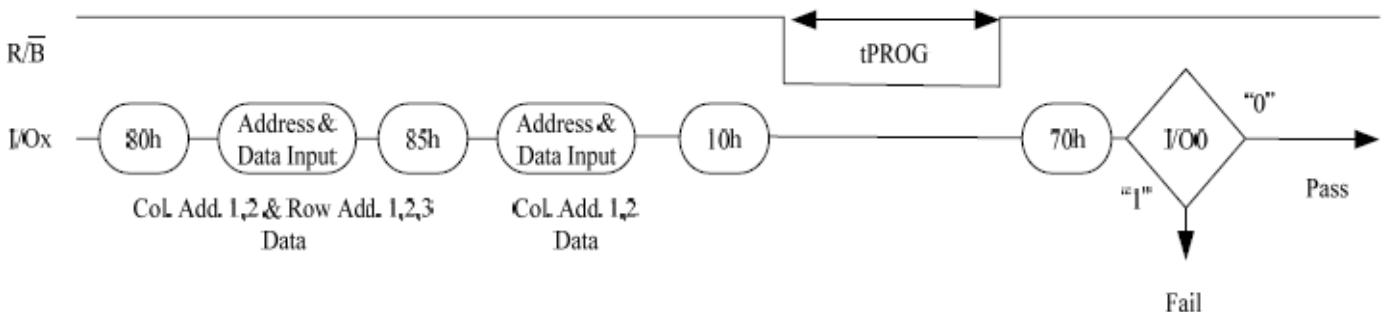 R/B̅
tPROG
I/Ox
80h
Address &
Data Input
85h
Address &
Data Input
10h
70h
I/O0
“0”
“1”
Pass
Col. Add. 1,2 & Row Add. 1,2,3
Data
Col. Add. 1,2
Data
Fail